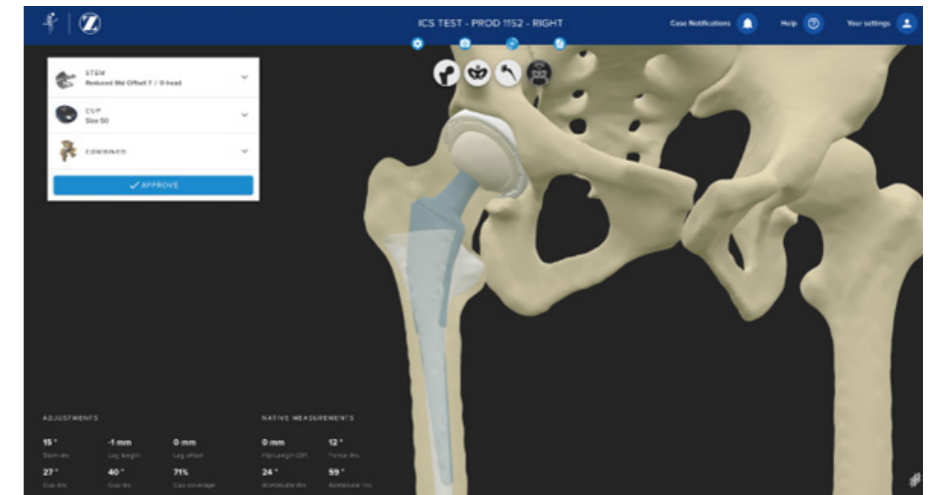 ICS TEST - PROD 1152 - RIGHT
Case Notifications
Help
Your settings
STEM
Reduced Std Offset 7 / 0 head
CUP
Size 50
COMBINED
APPROVE
ADJUSTMENTS
15 °
-1 mm
0 mm
Stem Atv.
Leg length
Leg offset
27 °
40 °
71%
Cup Atv.
Cup Inc.
Cup coverage
NATIVE MEASUREMENTS
0 mm
12 °
Hip Length Diff.
24 °
59 °
Acetabular Atv.
Acetabular Inc.